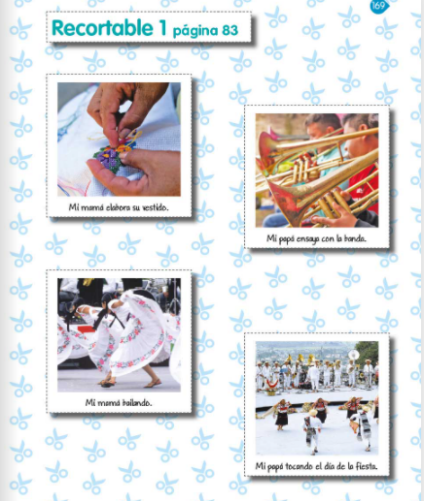 169
Recortable 1 página 83
Mi mamá elabora su vestido.
Mi papá ensaya con la banda.
Mi mamá bailando.
Mi papá tocando el día de la fiesta.